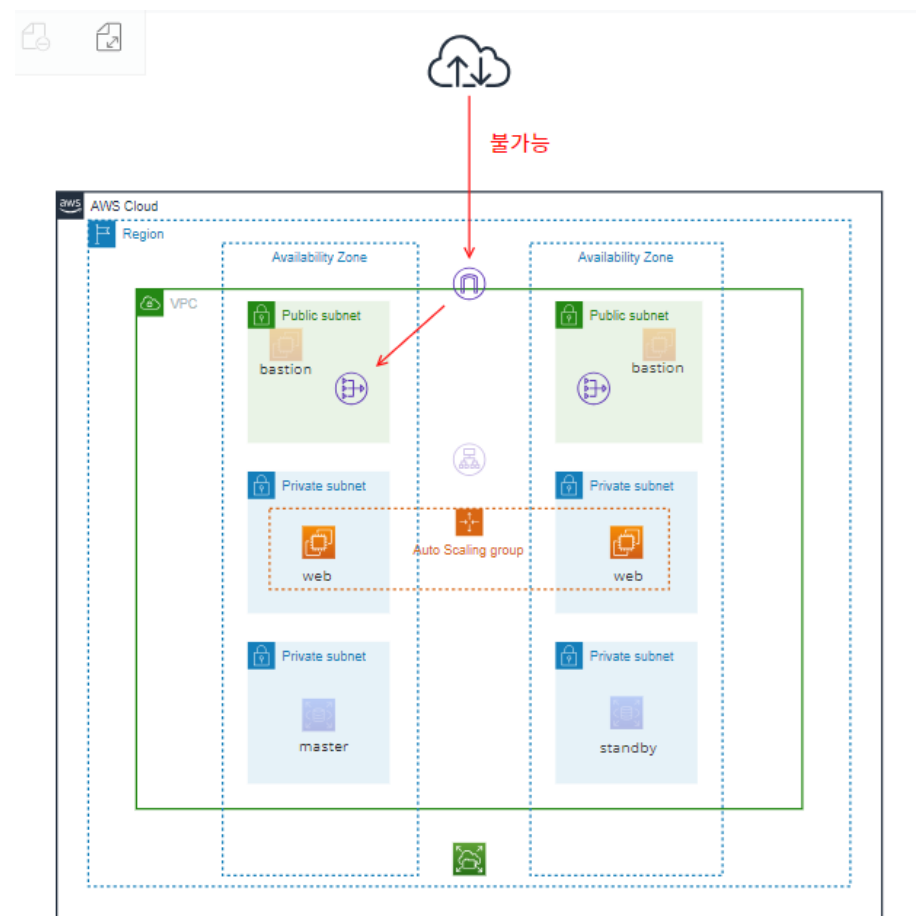 불가능
aws
AWS Cloud
Region
Availability Zone
Availability Zone
VPC
Public subnet
Public subnet
bastion
bastion
Private subnet
Private subnet
Auto Scaling group
web
web
Private subnet
Private subnet
master
standby